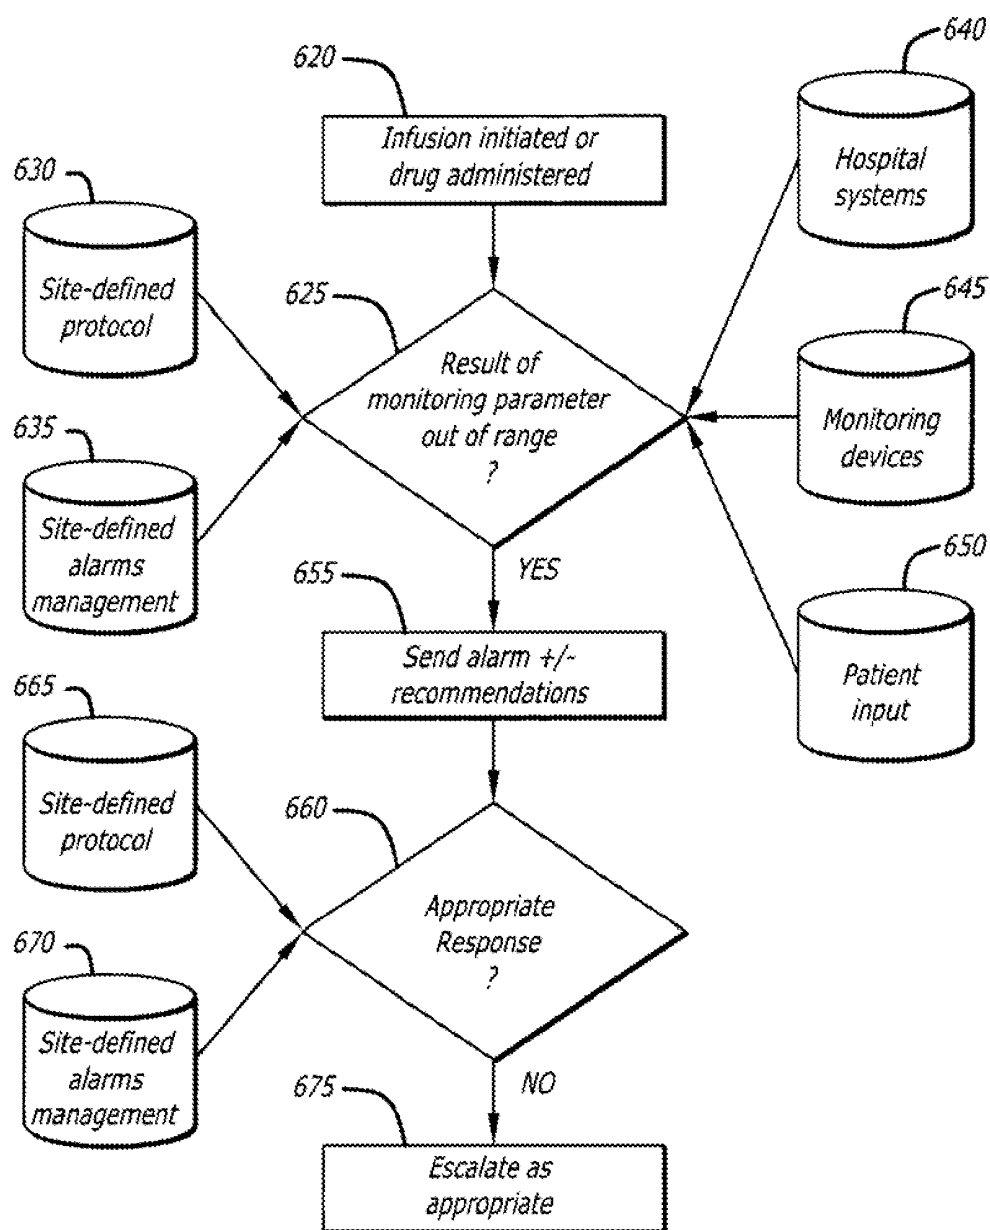 640
620
Infusion initiated or
drug administered
Hospital
systems
630
Site-defined
protocol
625
645
Result of
monitoring parameter
out of range
?
Monitoring
devices
635
Site-defined
alarms
management
YES
650
655
Send alarm +/-
recommendations
Patient
input
665
Site-defined
protocol
660
Appropriate
Response
?
670
Site-defined
alarms
management
NO
675
Escalate as
appropriate